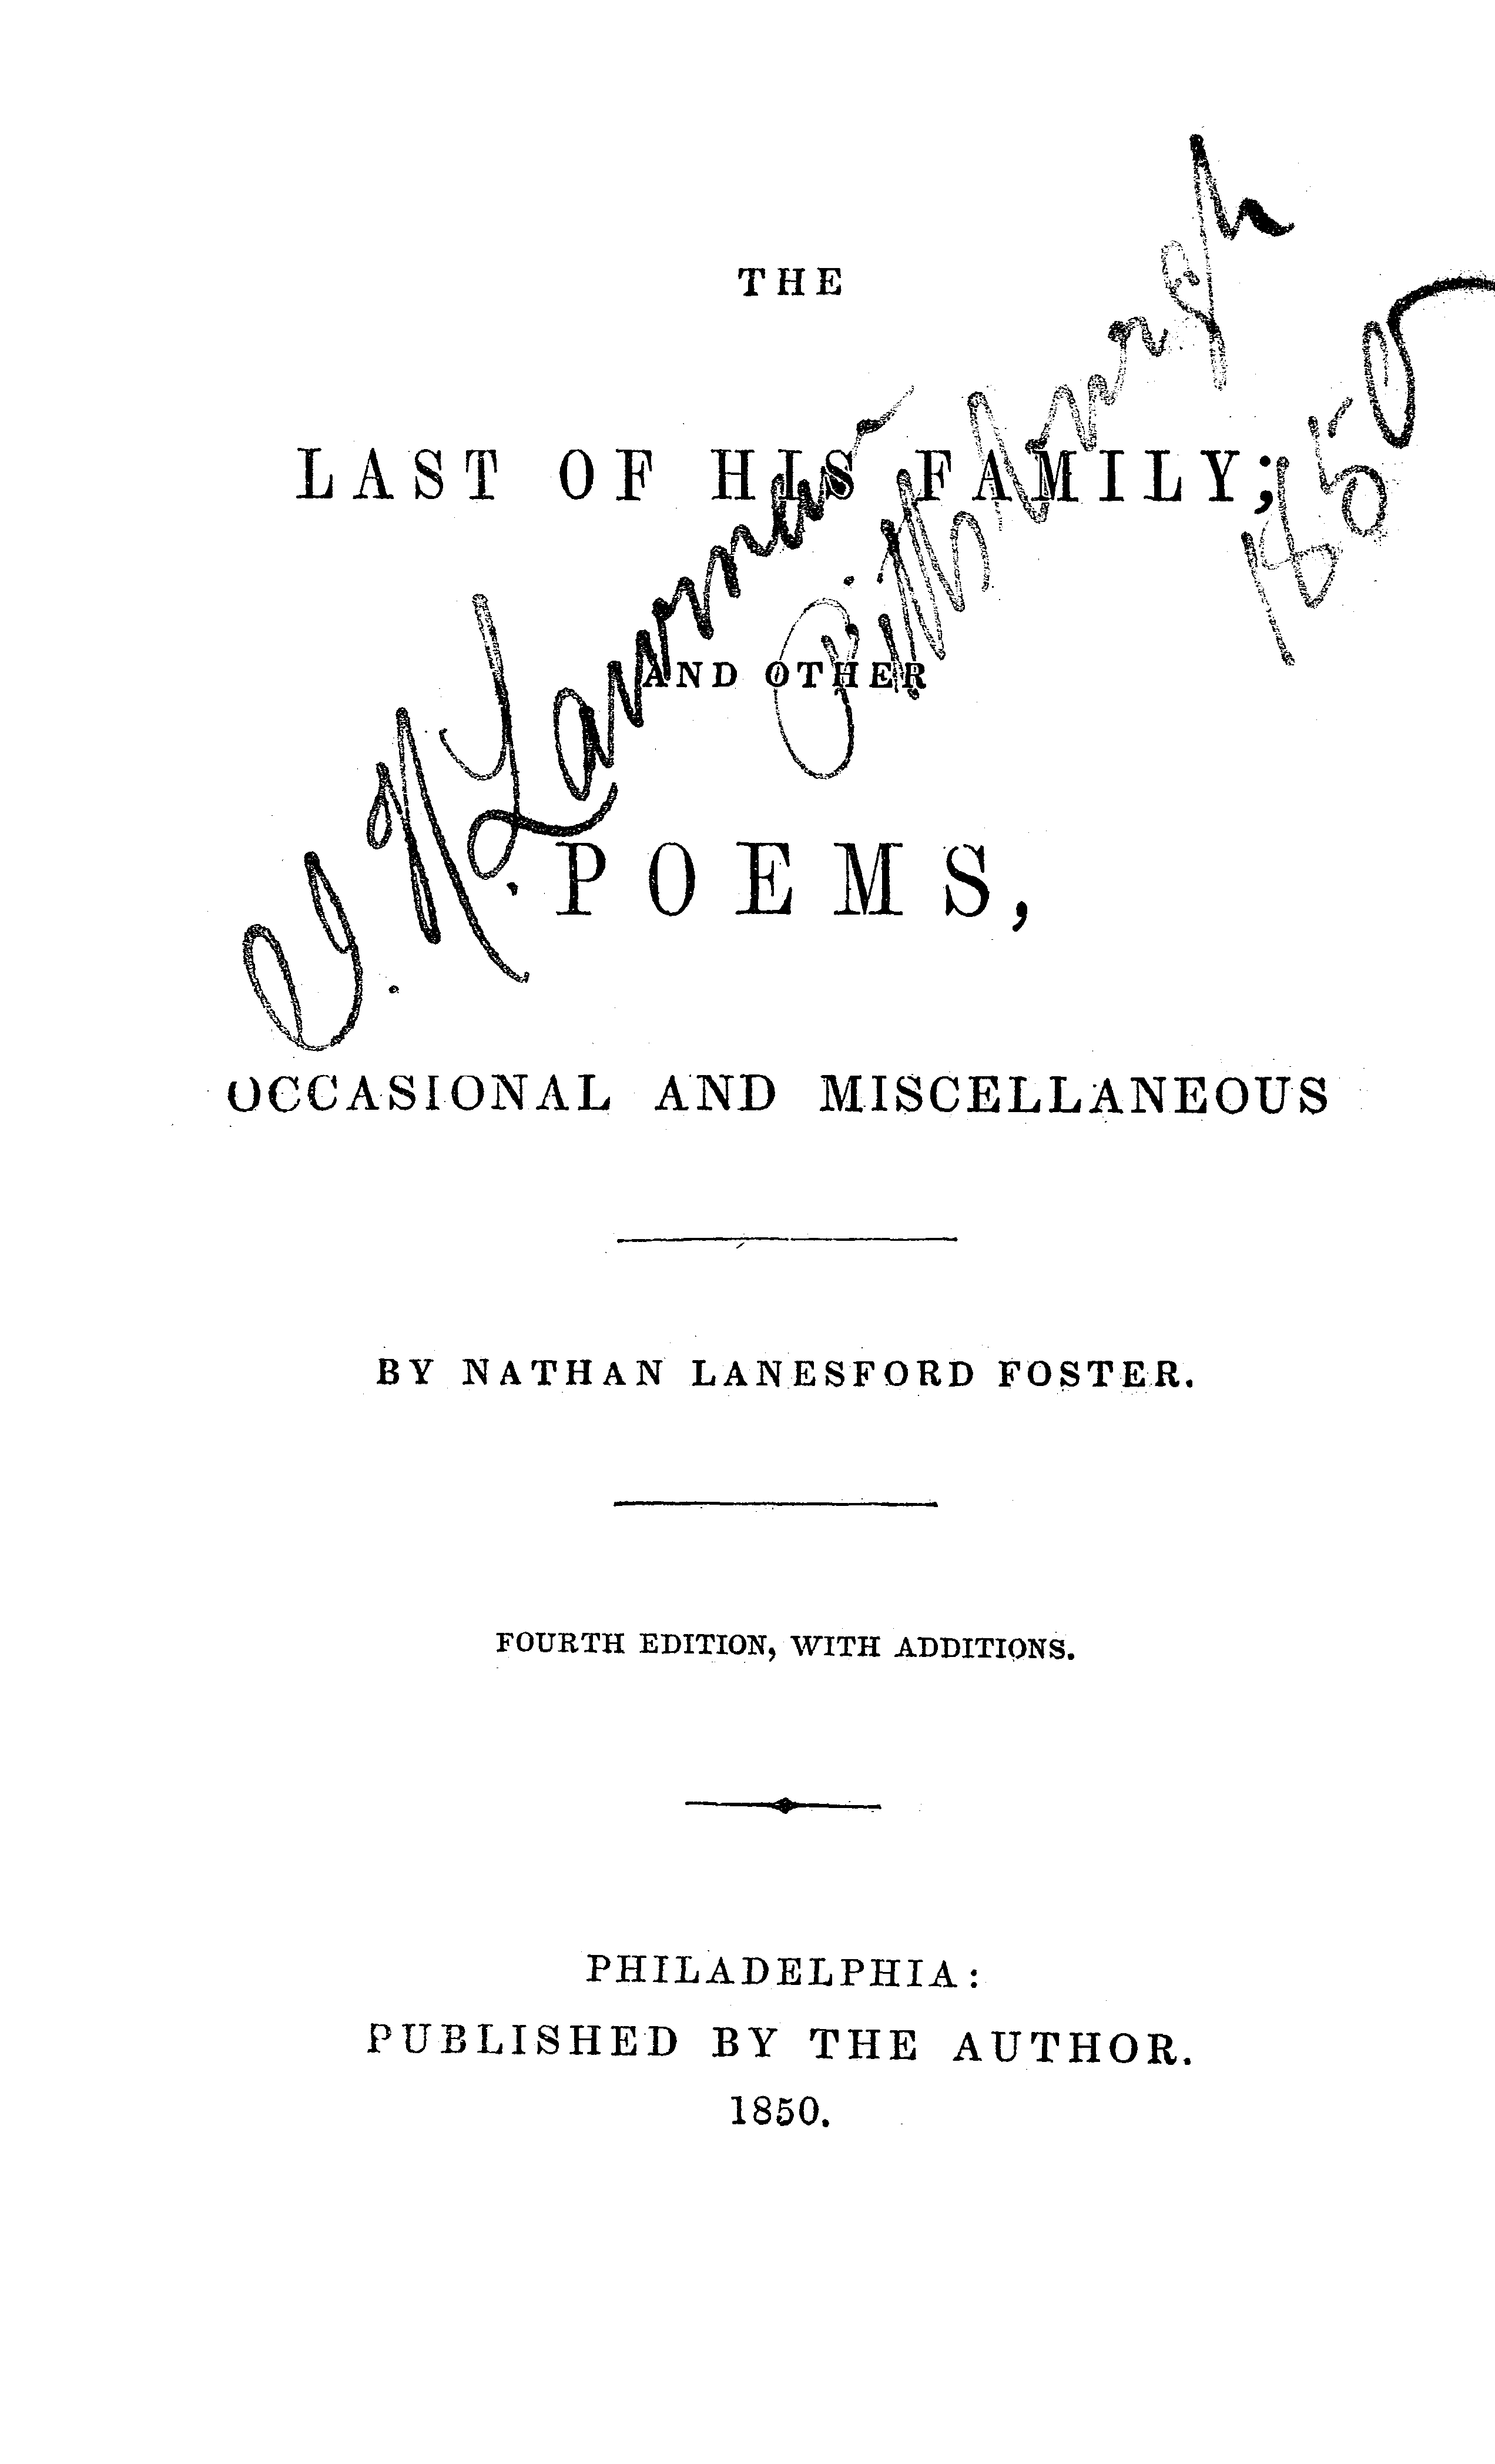 THE
LAST OF HIS FAMILY;
AND OTHER
POEMS,
OCCASIONAL AND MISCELLANEOUS
BY NATHAN LANESFORD FOSTER.
FOURTH EDITION, WITH ADDITIONS.
PHILADELPHIA:
PUBLISHED BY THE AUTHOR.
1850.
Pittsburgh
1850